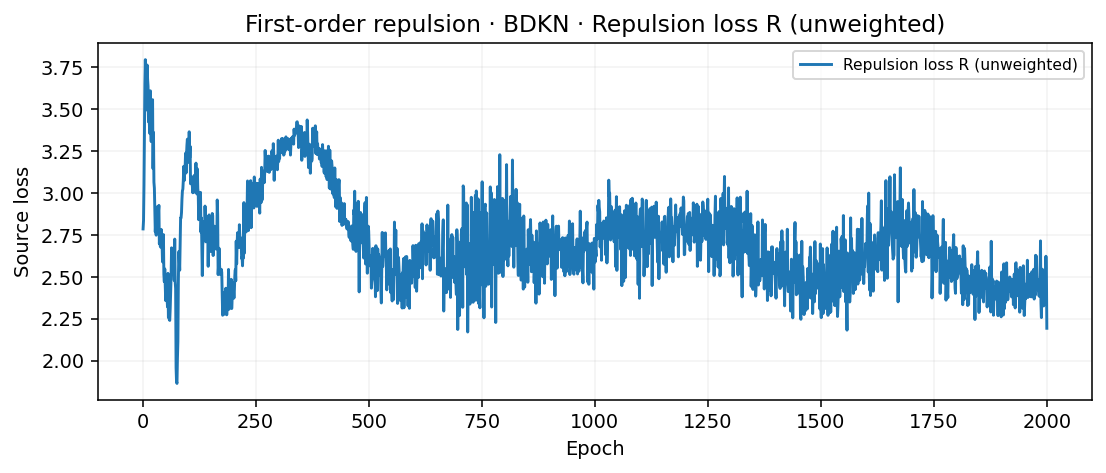 First-order repulsion · BDKN · Repulsion loss R (unweighted)
Repulsion loss R (unweighted)
Source loss
3.75
3.50
3.25
3.00
2.75
2.50
2.25
2.00
0 250 500 750 1000 1250 1500 1750 2000
Epoch